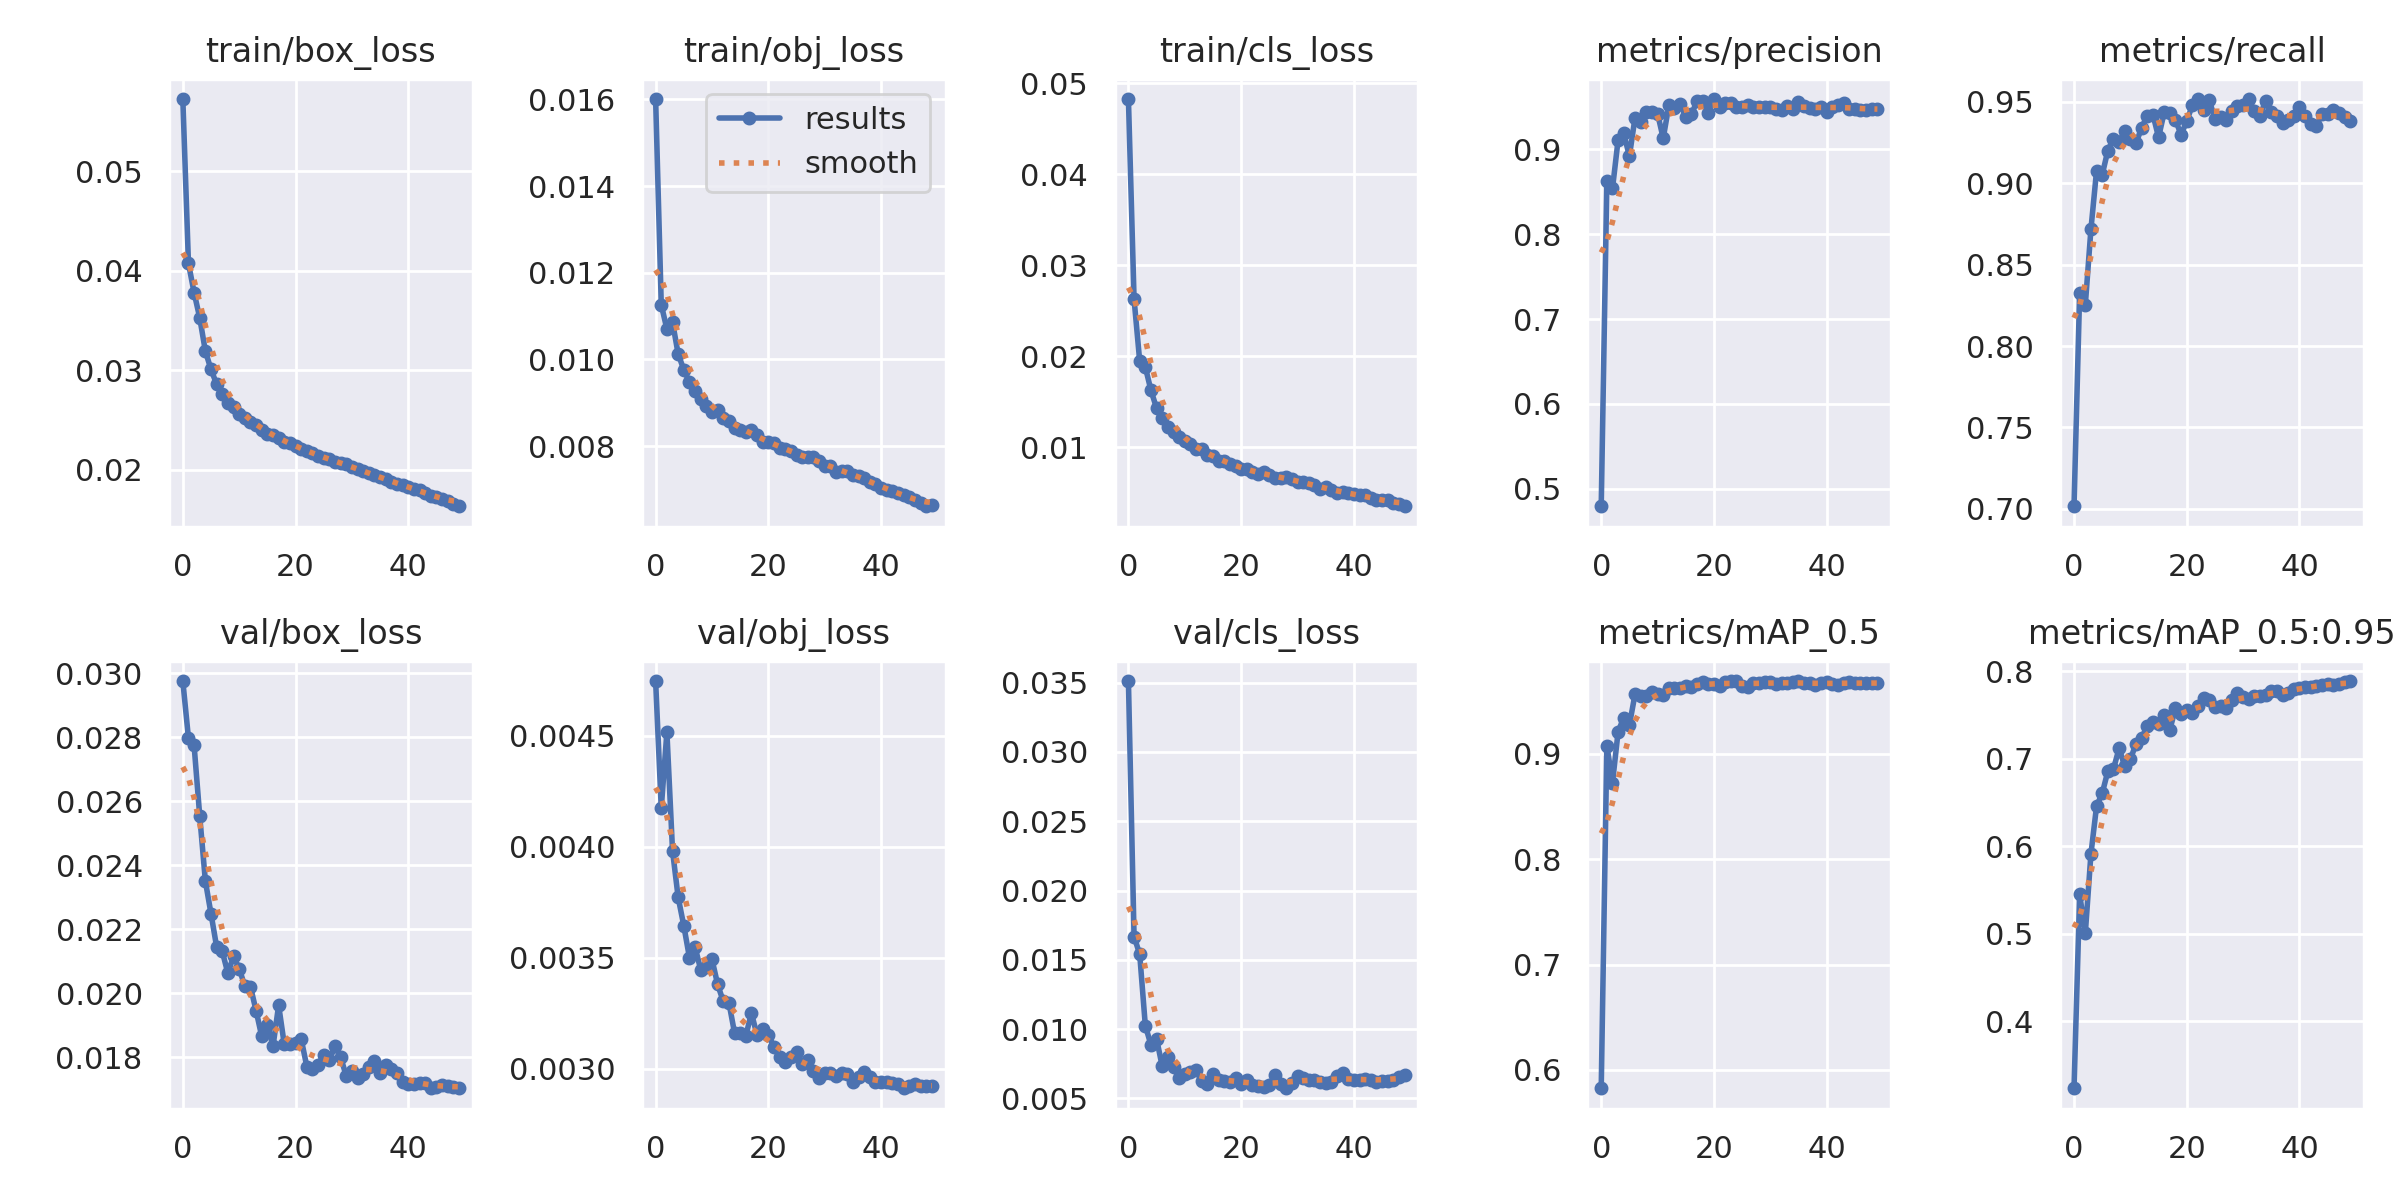 train/box_loss
0.05
0.04
0.03
0.02
0 20 40
train/obj_loss
results
smooth
0.016
0.014
0.012
0.010
0.008
0 20 40
train/cls_loss
0.05
0.04
0.03
0.02
0.01
0 20 40
metrics/precision
0.9
0.8
0.7
0.6
0.5
0 20 40
metrics/recall
0.95
0.90
0.85
0.80
0.75
0.70
0 20 40
val/box_loss
0.030
0.028
0.026
0.024
0.022
0.020
0.018
0 20 40
val/obj_loss
0.0045
0.0040
0.0035
0.0030
0 20 40
val/cls_loss
0.035
0.030
0.025
0.020
0.015
0.010
0.005
0 20 40
metrics/mAP_0.5
0.9
0.8
0.7
0.6
0 20 40
metrics/mAP_0.5:0.95
0.8
0.7
0.6
0.5
0.4
0 20 40